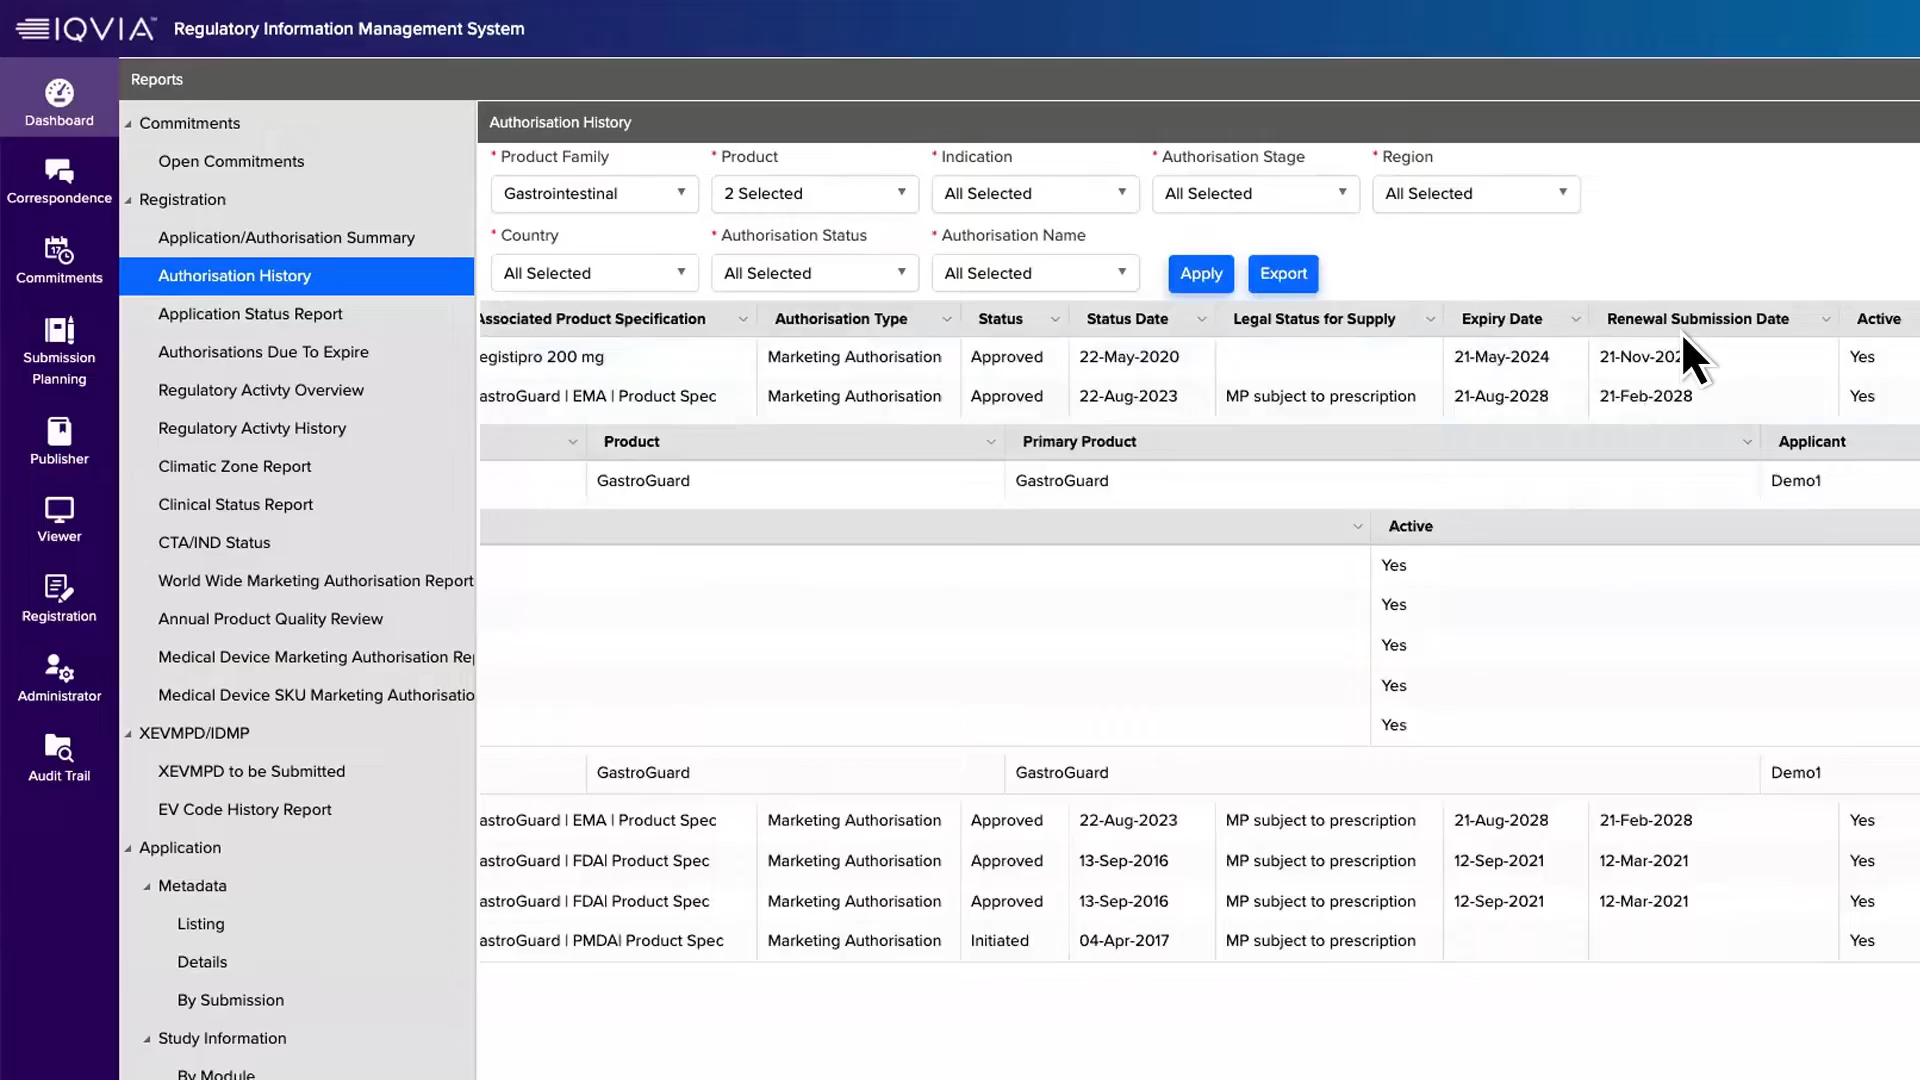 IQVIA™ Regulatory Information Management System
Dashboard
Correspondence
17
Commitments
Submission
Planning
Publisher
Viewer
Registration
Administrator
Audit Trail
Reports
Commitments
Open Commitments
Registration
Application/Authorisation Summary
Authorisation History
Application Status Report
Authorisations Due To Expire
Regulatory Activty Overview
Regulatory Activty History
Climatic Zone Report
Clinical Status Report
CTA/IND Status
World Wide Marketing Authorisation Report
Annual Product Quality Review
Medical Device Marketing Authorisation Re
Medical Device SKU Marketing Authorisatio
XEVMPD/IDMP
XEVMPD to be Submitted
EV Code History Report
Application
Metadata
Listing
Details
By Submission
Study Information
By Module
Authorisation History
* Product Family * Product * Indication * Authorisation Stage * Region
Gastrointestinal 2 Selected All Selected All Selected All Selected
* Country * Authorisation Status * Authorisation Name
All Selected All Selected All Selected Apply Export
Associated Product Specification Authorisation Type Status Status Date Legal Status for Supply Expiry Date Renewal Submission Date Active
egistipro 200 mg Marketing Authorisation Approved 22-May-2020 21-May-2024 21-Nov-202 Yes
astroGuard | EMA | Product Spec Marketing Authorisation Approved 22-Aug-2023 MP subject to prescription 21-Aug-2028 21-Feb-2028 Yes
Product Primary Product Applicant
GastroGuard GastroGuard Demo1
Active
Yes
Yes
Yes
Yes
Yes
GastroGuard GastroGuard Demo1
astroGuard | EMA | Product Spec Marketing Authorisation Approved 22-Aug-2023 MP subject to prescription 21-Aug-2028 21-Feb-2028 Yes
astroGuard | FDA| Product Spec Marketing Authorisation Approved 13-Sep-2016 MP subject to prescription 12-Sep-2021 12-Mar-2021 Yes
astroGuard | FDA| Product Spec Marketing Authorisation Approved 13-Sep-2016 MP subject to prescription 12-Sep-2021 12-Mar-2021 Yes
astroGuard | PMDA| Product Spec Marketing Authorisation Initiated 04-Apr-2017 MP subject to prescription Yes